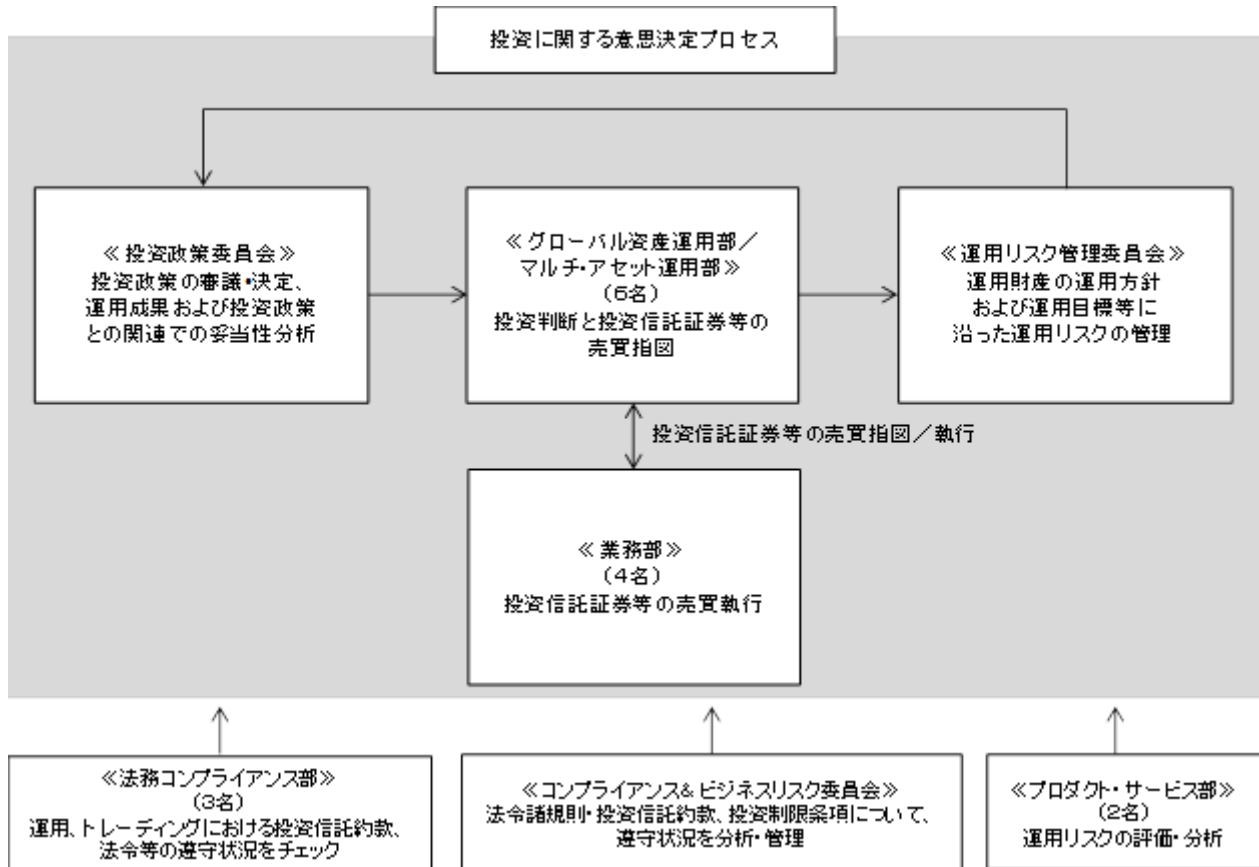 投資に関する意思決定プロセス
≪投資政策委員会≫
投資政策の審議・決定、
運用成果および投資政策
との関連での妥当性分析
≪グローバル資産運用部／
マルチ・アセット運用部≫
（6名）
投資判断と投資信託証券等の
売買指図
≪運用リスク管理委員会≫
運用財産の運用方針
および運用目標等に
沿った運用リスクの管理
投資信託証券等の売買指図／執行
≪業務部≫
（4名）
投資信託証券等の売買執行
≪法務コンプライアンス部≫
（3名）
運用、トレーディングにおける投資信託約款、
法令等の遵守状況をチェック
≪コンプライアンス&ビジネスリスク委員会≫
法令諸規則・投資信託約款、投資制限条項について、
遵守状況を分析・管理
≪プロダクト・サービス部≫
（2名）
運用リスクの評価・分析